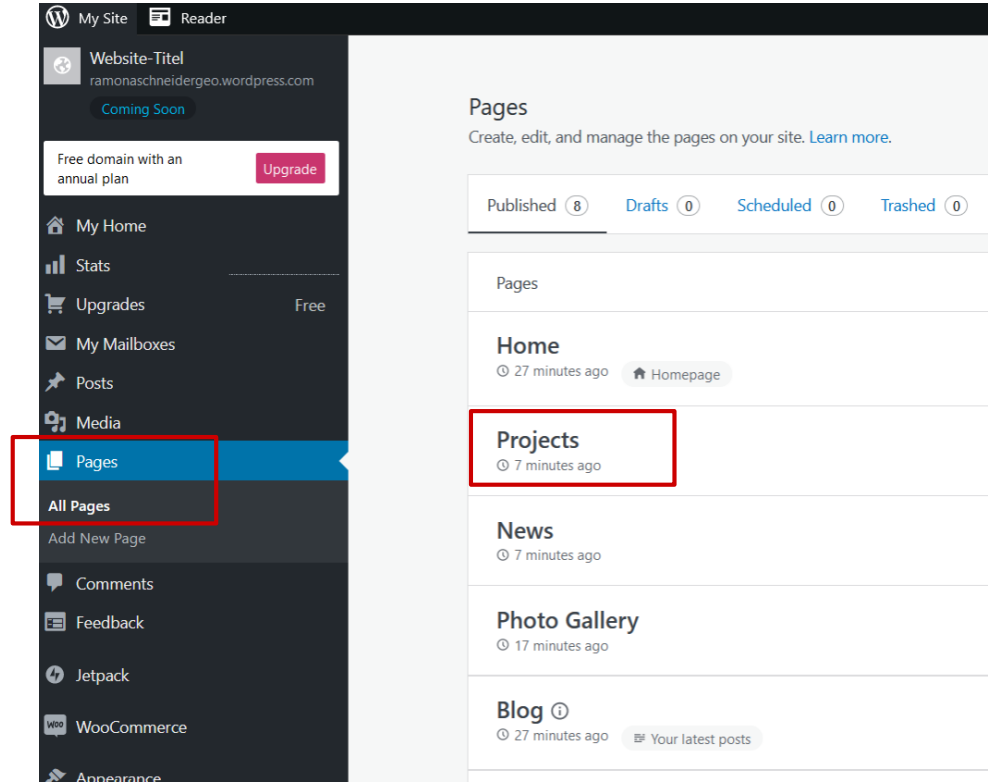 My Site Reader
Website-Titel
ramonaschneidergeo.wordpress.com
Coming Soon
Free domain with an
annual plan
Upgrade
My Home
Stats
Upgrades Free
My Mailboxes
Posts
Media
Pages
All Pages
Add New Page
Comments
Feedback
Jetpack
Woo WooCommerce
Appearance
Pages
Create, edit, and manage the pages on your site. Learn more.
Published 8 Drafts 0 Scheduled 0 Trashed 0
Pages
Home
27 minutes ago Homepage
Projects
7 minutes ago
News
7 minutes ago
Photo Gallery
17 minutes ago
Blog
27 minutes ago Your latest posts